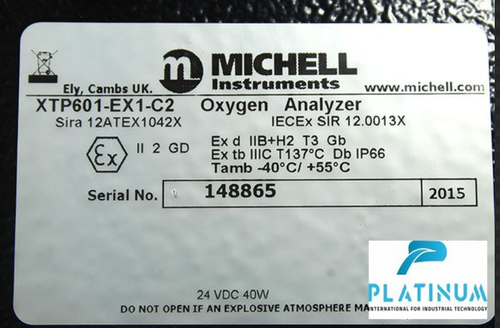 MICHELL
Instruments
Ely, Cambs UK.
www.michell.com
XTP601-EX1-C2 Oxygen Analyzer
Sira 12ATEX1042X IECEx SIR 12.0013X
Ex II 2 GD Ex d IIB+H2 T3 Gb
Ex tb IIIC T137°C Db IP66
Tamb -40°C/ +55°C
Serial No. 148865 2015
24 VDC 40W
DO NOT OPEN IF AN EXPLOSIVE ATMOSPHERE
PLATINUM
INTERNATIONAL FOR INDUSTRIAL TECHNOLOGY